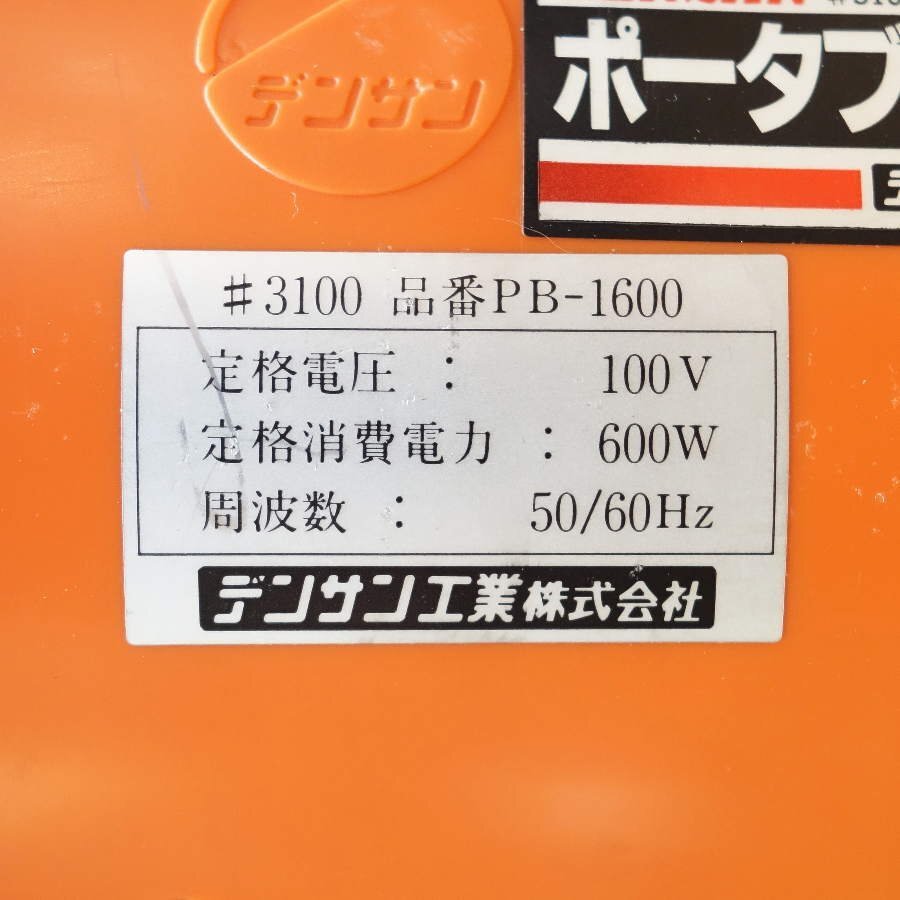 デンサン
ポータブ
♯3100 品番PB-1600
定格電圧 : 100V
定格消費電力 : 600W
周波数 : 50/60Hz
デンサン工業株式会社